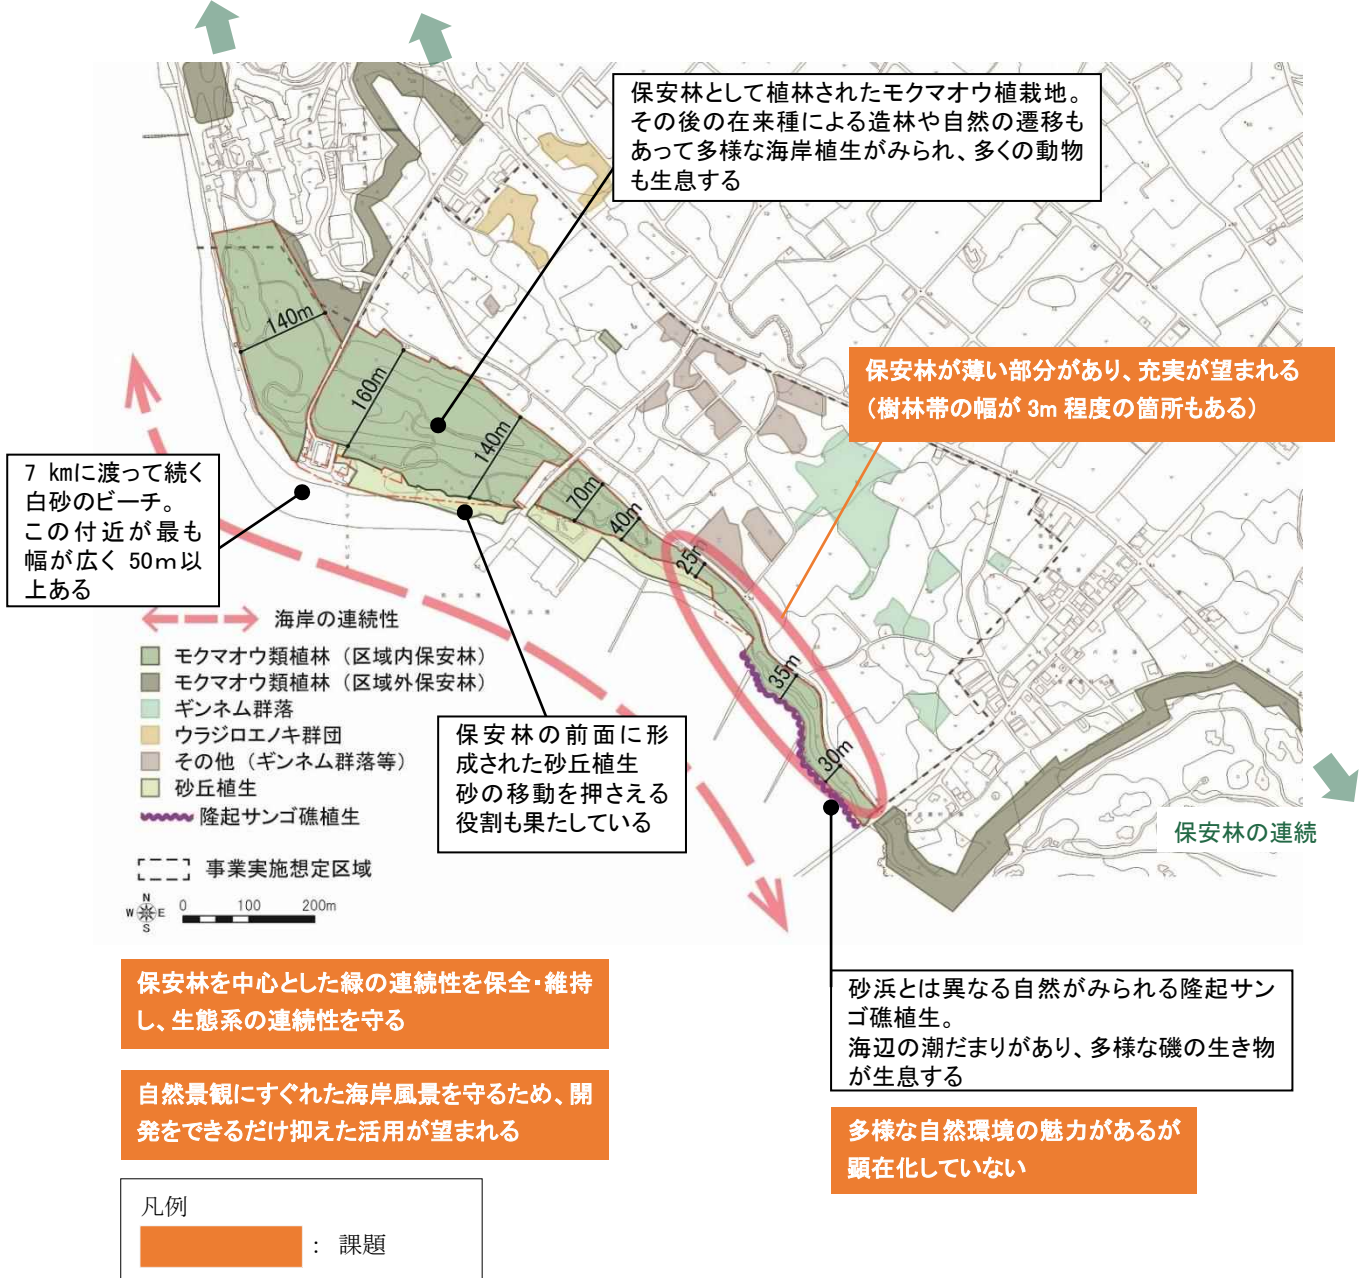 保安林として植林されたモクマオウ植栽地。
その後の在来種による造林や自然の遷移も
あって多様な海岸植生がみられ、多くの動物
も生息する
140m
160m
140m
70m
40m
25m
35m
30m
保安林が薄い部分があり、充実が望まれる
（樹林帯の幅が 3m 程度の箇所もある）
7 kmに渡って続く
白砂のビーチ。
この付近が最も
幅が広く 50m以
上ある
海岸の連続性
モクマオウ類植林（区域内保安林）
モクマオウ類植林（区域外保安林）
ギンネム群落
ウラジロエノキ群団
その他（ギンネム群落等）
砂丘植生
隆起サンゴ礁植生
事業実施想定区域
N
W E
S
0 100 200m
保安林の前面に形
成された砂丘植生
砂の移動を押さえる
役割も果たしている
保安林の連続
保安林を中心とした緑の連続性を保全・維持
し、生態系の連続性を守る
自然景観にすぐれた海岸風景を守るため、開
発をできるだけ抑えた活用が望まれる
砂浜とは異なる自然がみられる隆起サン
ゴ礁植生。
海辺の潮だまりがあり、多様な磯の生き物
が生息する
多様な自然環境の魅力があるが
顕在化していない
凡例
： 課題